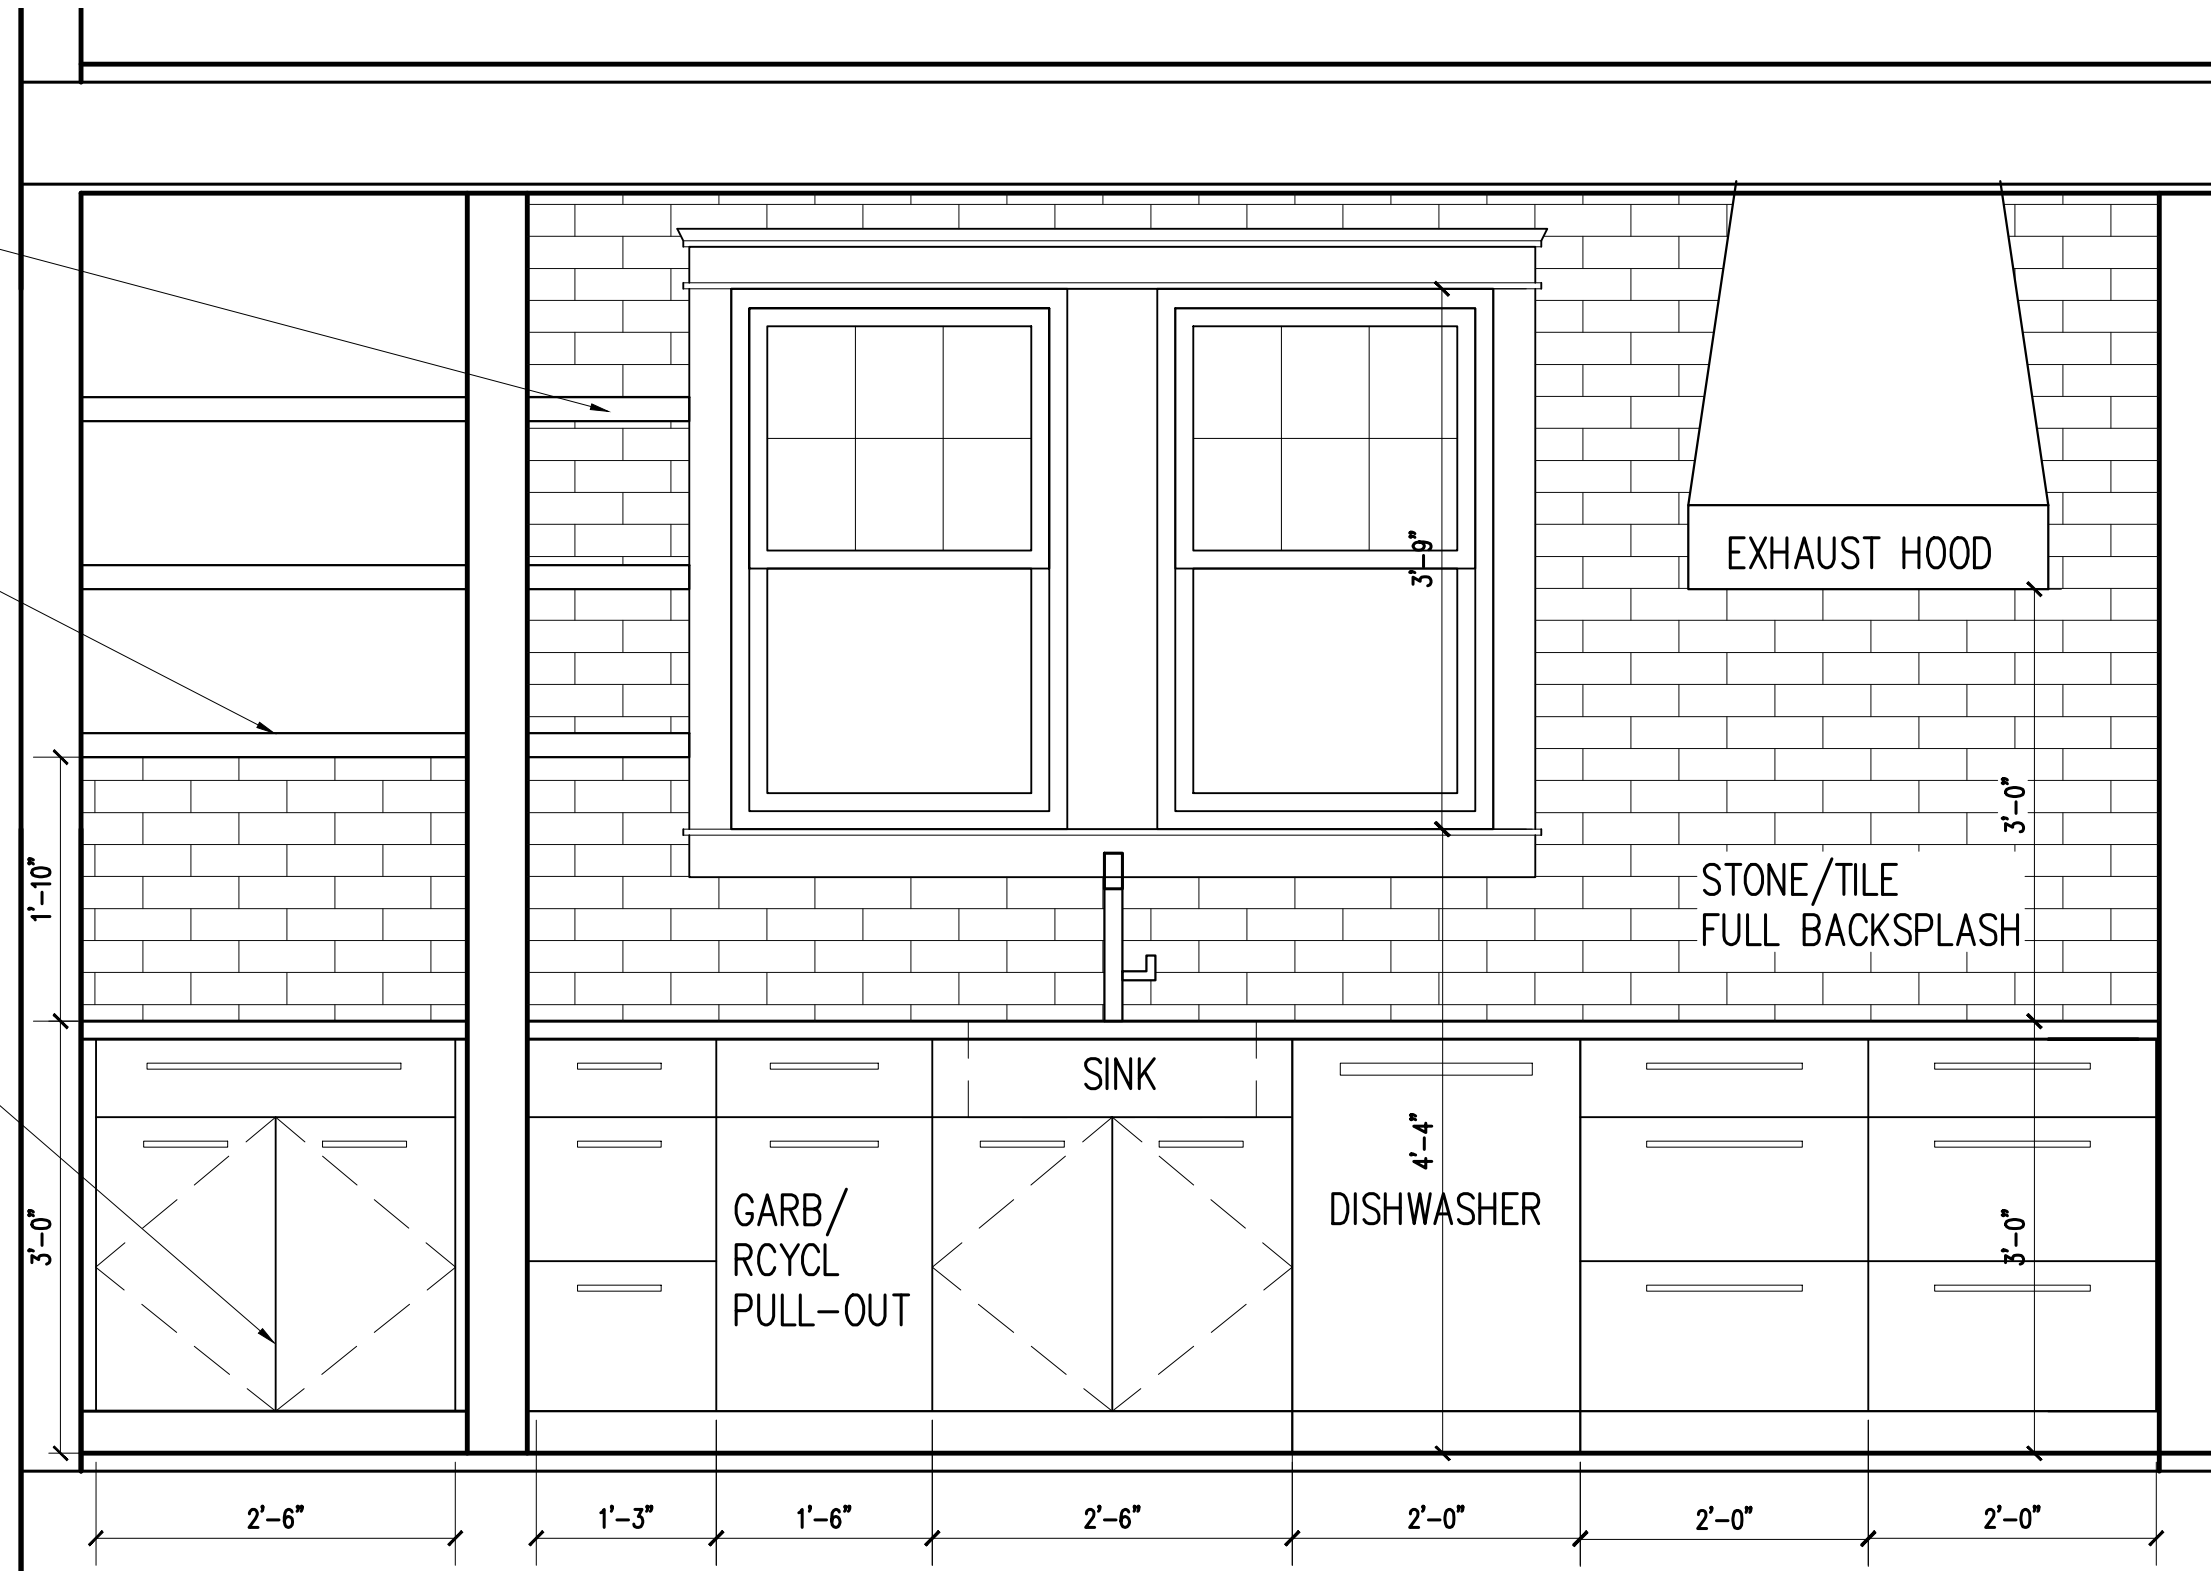 3'-9"
EXHAUST HOOD
3'-0"
STONE/TILE
FULL BACKSPLASH
1'-10"
SINK
4'-4"
DISHWASHER
GARB/
RCYCL
PULL-OUT
3'-0"
3'-0"
2'-6" 1'-3" 1'-6" 2'-6" 2'-0" 2'-0" 2'-0"